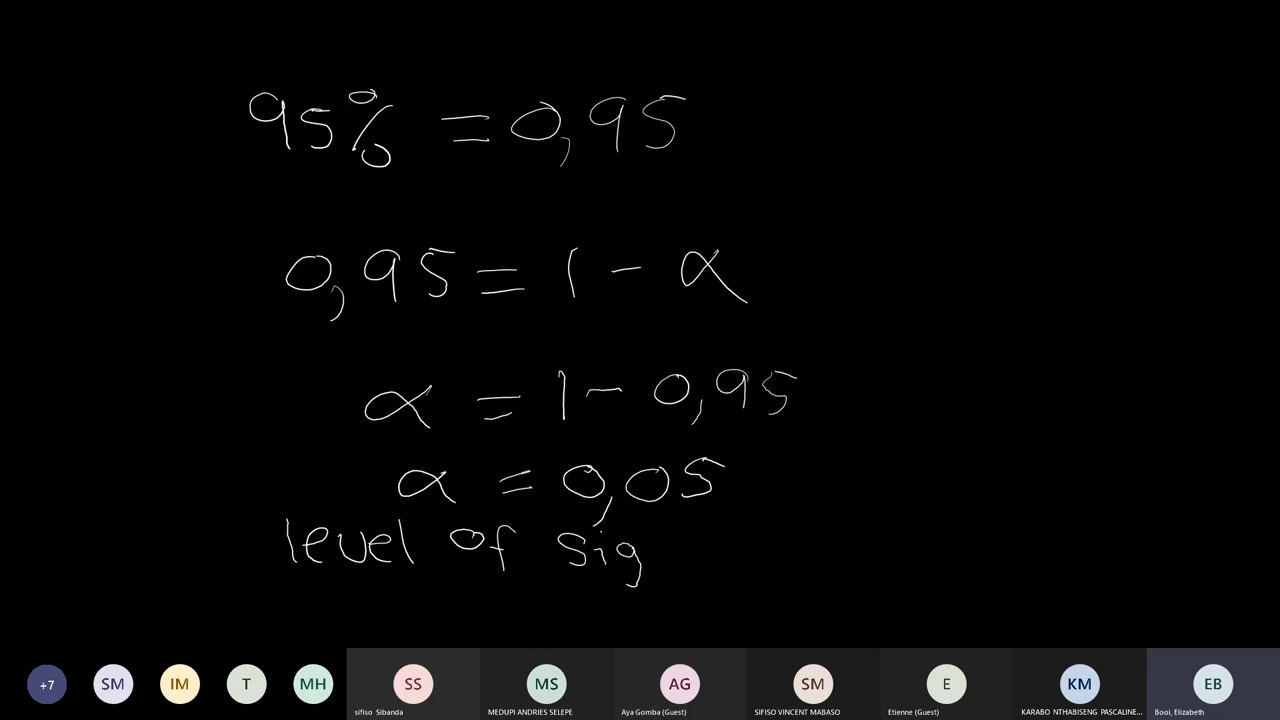 95% = 0,95
0,95 = 1 - α
α = 1 - 0,95
α = 0,05
level of sig
+7 SM IM T MH SS MS AG SM E KM EB
sifiso Sibanda MEDUPI ANDRIES SELEPE Aya Gomba (Guest) SIFISO VINCENT MABASO Etienne (Guest) KARABO NTHABISENG PASCALINE... Booi, Elizabeth